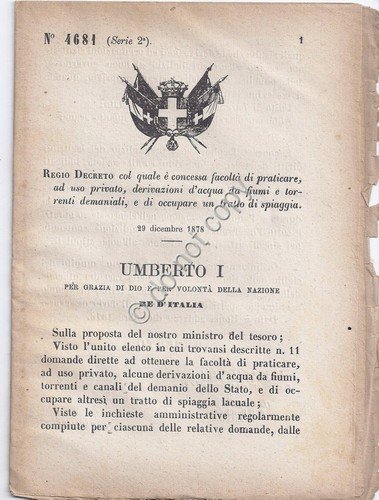 N° 4681 (Serie 2ª). 1
REGIO DECRETO col quale è concessa facoltà di praticare,
ad uso privato, derivazioni d'acqua da fiumi e tor-
renti demaniali, e di occupare un tratto di spiaggia.
29 dicembre 1878
UMBERTO I
PER GRAZIA DI DIO E PER VOLONTÀ DELLA NAZIONE
RE D'ITALIA
Sulla proposta del nostro ministro del tesoro;
Visto l'unito elenco in cui trovansi descritte n. 11
domande dirette ad ottenere la facoltà di praticare,
ad uso privato, alcune derivazioni d'acqua da fiumi,
torrenti e canali del demanio dello Stato, e di oc-
cupare altresì un tratto di spiaggia lacuale;
Viste le inchieste amministrative regolarmente
compiute per ciascuna delle relative domande, dalle